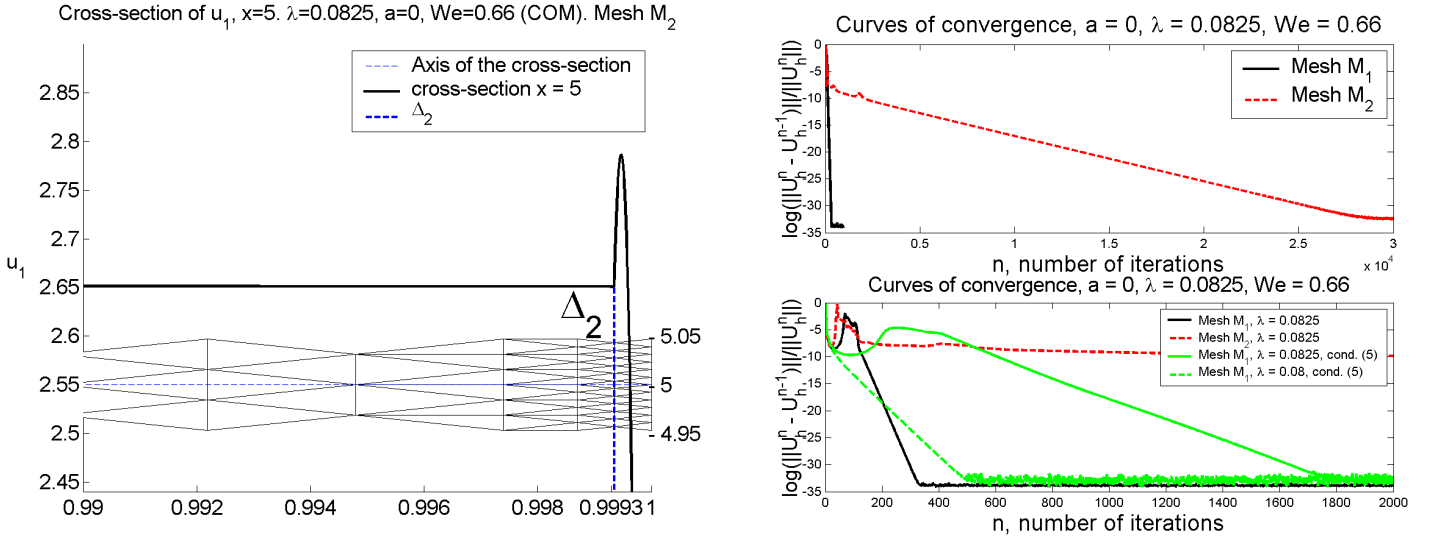 Cross-section of u₁, x=5. λ=0.0825, a=0, We=0.66 (COM). Mesh M₂
Axis of the cross-section
cross-section x = 5
Δ₂
2.85
2.8
2.75
2.7
2.65
2.6
2.55
2.5
2.45
u₁
Δ₂
5.05
5
4.95
0.99
0.992
0.994
0.996
0.998
0.99931
Curves of convergence, a = 0, λ = 0.0825, We = 0.66
log(||Uₕⁿ - Uₕⁿ⁻¹)||/||Uₕⁿ||)
0
-5
-10
-15
-20
-25
-30
-35
Mesh M₁
Mesh M₂
0
0.5
1
1.5
2
2.5
3
x 10⁴
n, number of iterations
Curves of convergence, a = 0, λ = 0.0825, We = 0.66
log(||Uₕⁿ - Uₕⁿ⁻¹)||/||Uₕⁿ||)
0
-5
-10
-15
-20
-25
-30
-35
Mesh M₁, λ = 0.0825
Mesh M₂, λ = 0.0825
Mesh M₁, λ = 0.0825, cond. (5)
Mesh M₁, λ = 0.08, cond. (5)
0
200
400
600
800
1000
1200
1400
1600
1800
2000
n, number of iterations